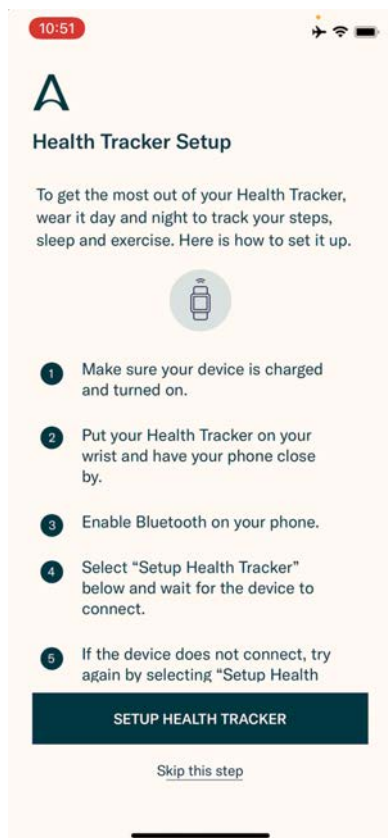 10:51
Health Tracker Setup
To get the most out of your Health Tracker,
wear it day and night to track your steps,
sleep and exercise. Here is how to set it up.
1 Make sure your device is charged
and turned on.
2 Put your Health Tracker on your
wrist and have your phone close
by.
3 Enable Bluetooth on your phone.
4 Select “Setup Health Tracker”
below and wait for the device to
connect.
5 If the device does not connect, try
again by selecting “Setup Health
SETUP HEALTH TRACKER
Skip this step